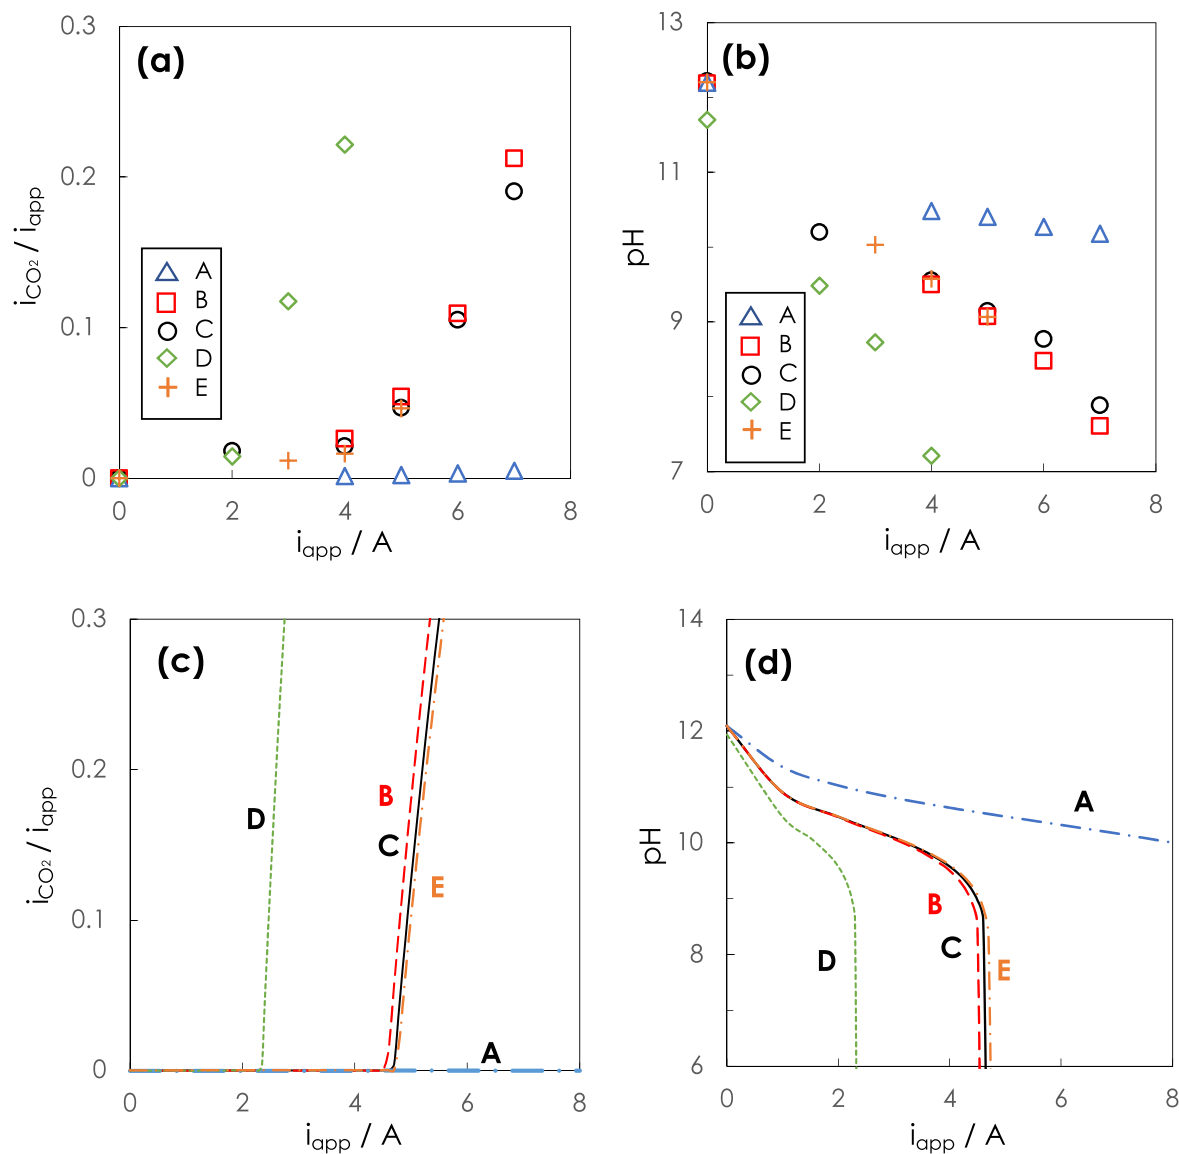 0.3
(a)
0.2
0.1
0
i_CO₂ / i_app
A
B
C
D
E
0 2 4 6 8
i_app / A
13
(b)
11
9
7
pH
A
B
C
D
E
0 2 4 6 8
i_app / A
0.3
(c)
0.2
0.1
0
i_CO₂ / i_app
D
B
C
E
A
0 2 4 6 8
i_app / A
14
(d)
12
10
8
6
pH
A
B
C
D
E
0 2 4 6 8
i_app / A